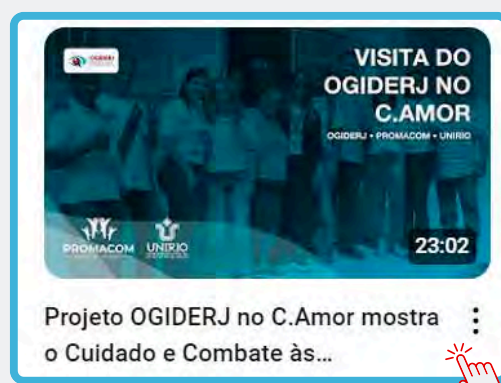 VISITA DO
OGIDERJ NO
C.AMOR
OGIDERJ • PROMACOM • UNIRIO
PROMACOM
UNIRIO
23:02
Projeto OGIDERJ no C.Amor mostra
o Cuidado e Combate às...